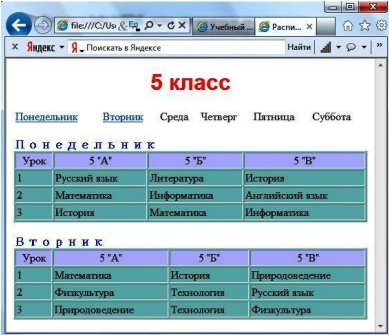 file:///C:/Us
Учебный ...
Распи...
× Яндекс ▾ Я Поискать в Яндексе Найти
5 класс
Понедельник Вторник Среда Четверг Пятница Суббота
Понедельник
Урок 5 "А" 5 "Б" 5 "В"
1 Русский язык Литература История
2 Математика Информатика Английский язык
3 История Математика Информатика
Вторник
Урок 5 "А" 5 "Б" 5 "В"
1 Математика История Природоведение
2 Физкультура Технология Русский язык
3 Природоведение Технология Физкультура